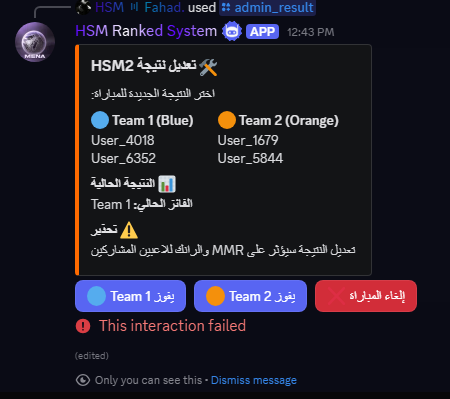 HSM Fahad. used admin_result
MENA
HSM Ranked System APP 12:43 PM
تعديل نتيجة HSM2
اختر النتيجة الجديدة للمباراة:
Team 1 (Blue) Team 2 (Orange)
User_4018 User_1679
User_6352 User_5844
النتيجة الحالية
الفائز الحالي: Team 1
تحذير
تعديل النتيجة سيؤثر على MMR والرانك للاعبين المشاركين
Team 1 يفوز Team 2 يفوز إلغاء المباراة
This interaction failed
(edited)
Only you can see this • Dismiss message